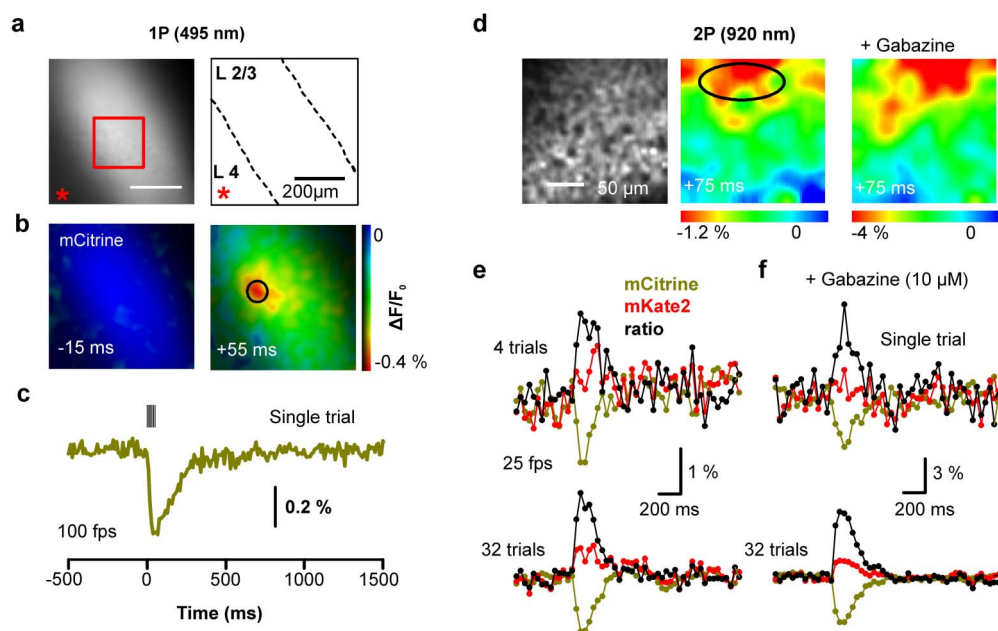 a
1P (495 nm)
L 2/3
L 4
200µm
*
*
b
mCitrine
-15 ms
+55 ms
0
ΔF/F0
-0.4 %
c
Single trial
0.2 %
100 fps
-500 0 500 1000 1500
Time (ms)
d
2P (920 nm)
+ Gabazine
50 µm
+75 ms
+75 ms
-1.2 % 0
-4 % 0
e
mCitrine
mKate2
ratio
4 trials
25 fps
1 %
200 ms
32 trials
f
+ Gabazine (10 µM)
Single trial
3 %
200 ms
32 trials